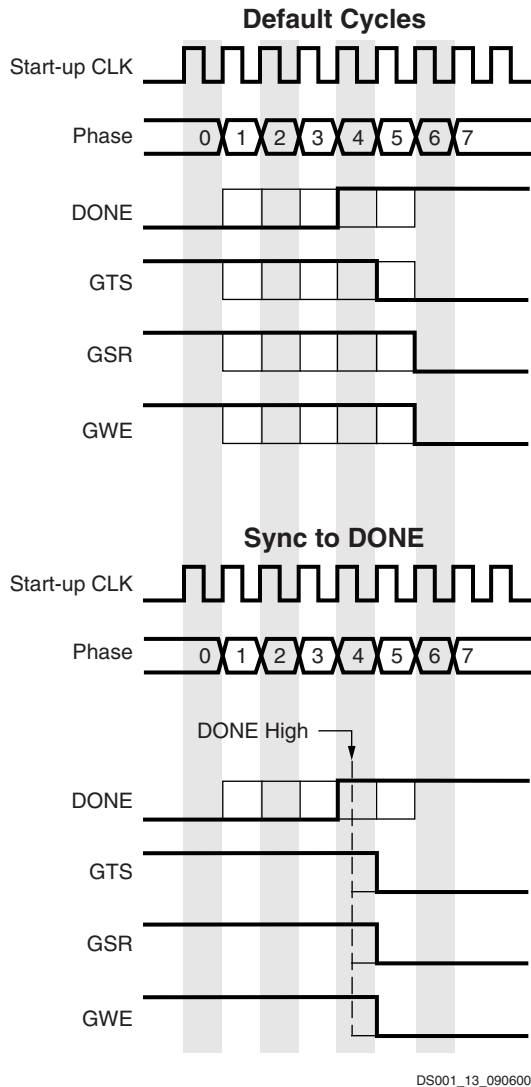 Default Cycles
Start-up CLK
Phase 0 1 2 3 4 5 6 7
DONE
GTS
GSR
GWE
Sync to DONE
Start-up CLK
Phase 0 1 2 3 4 5 6 7
DONE High
DONE
GTS
GSR
GWE
DS001_13_090600